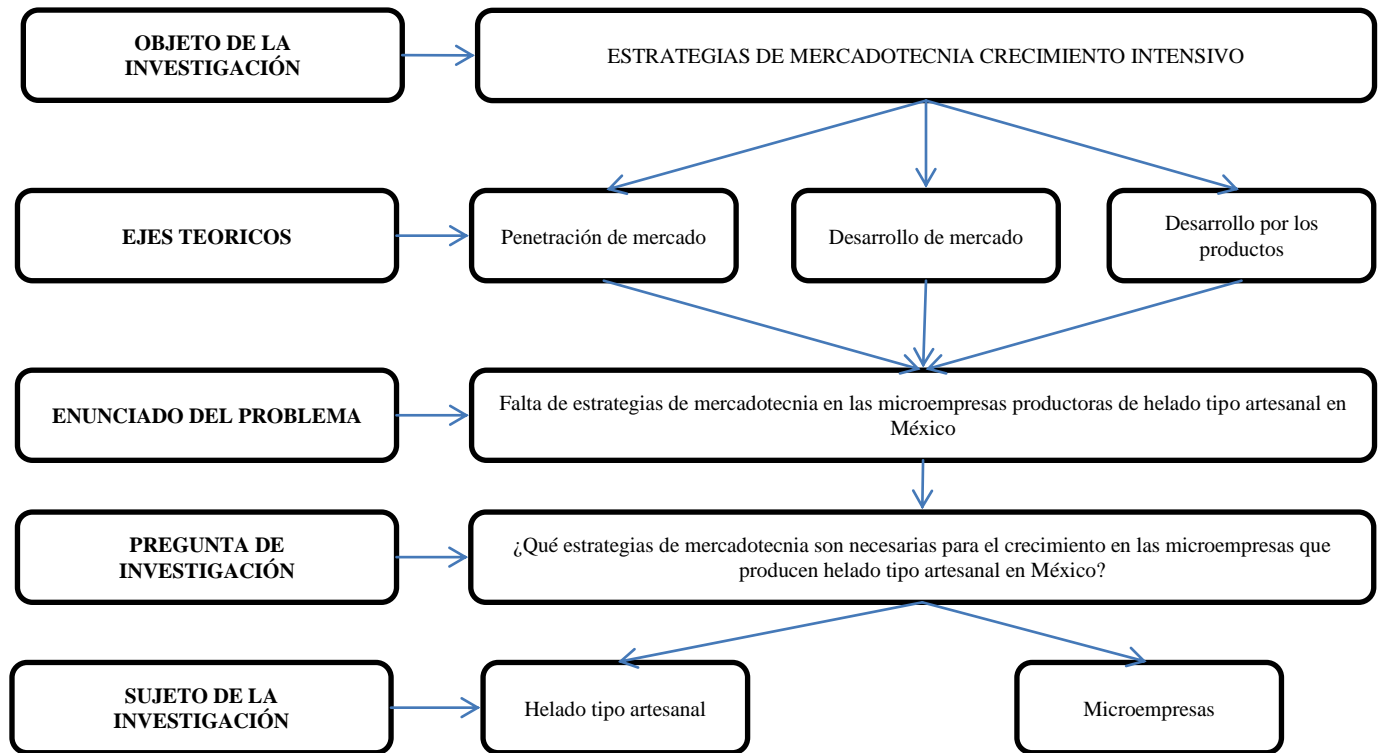 OBJETO DE LA
INVESTIGACIÓN
ESTRATEGIAS DE MERCADOTECNIA CRECIMIENTO INTENSIVO
EJES TEORICOS
Penetración de mercado
Desarrollo de mercado
Desarrollo por los
productos
ENUNCIADO DEL PROBLEMA
Falta de estrategias de mercadotecnia en las microempresas productoras de helado tipo artesanal en
México
PREGUNTA DE
INVESTIGACIÓN
¿Qué estrategias de mercadotecnia son necesarias para el crecimiento en las microempresas que
producen helado tipo artesanal en México?
SUJETO DE LA
INVESTIGACIÓN
Helado tipo artesanal
Microempresas